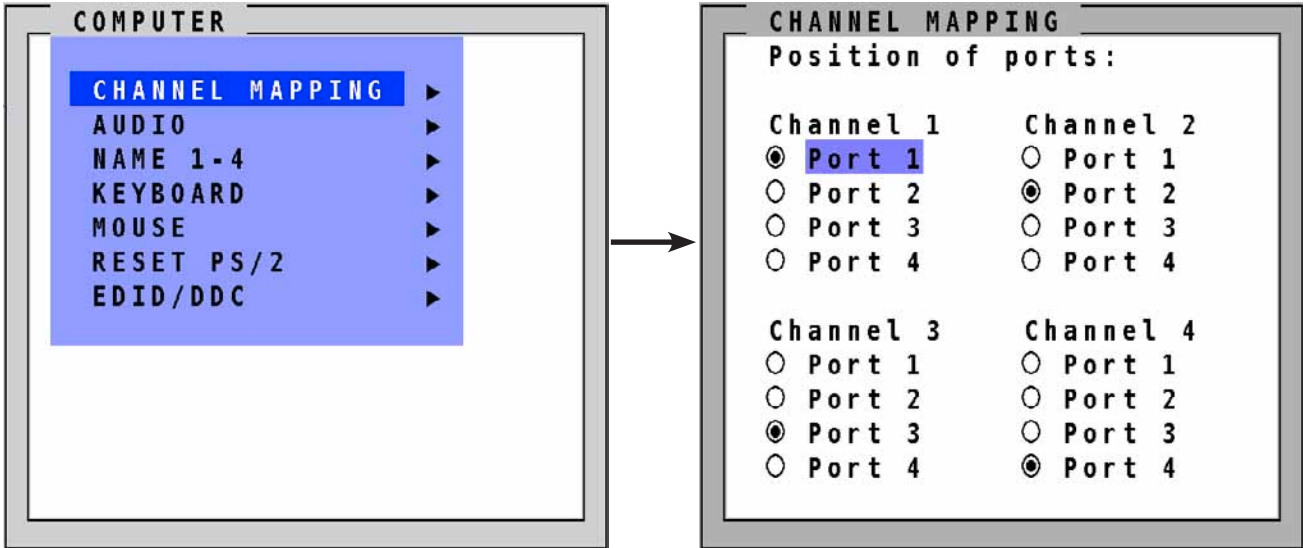 COMPUTER
CHANNEL MAPPING
AUDIO
NAME 1-4
KEYBOARD
MOUSE
RESET PS/2
EDID/DDC
CHANNEL MAPPING
Position of ports:
Channel 1
Port 1
Port 2
Port 3
Port 4
Channel 2
Port 1
Port 2
Port 3
Port 4
Channel 3
Port 1
Port 2
Port 3
Port 4
Channel 4
Port 1
Port 2
Port 3
Port 4